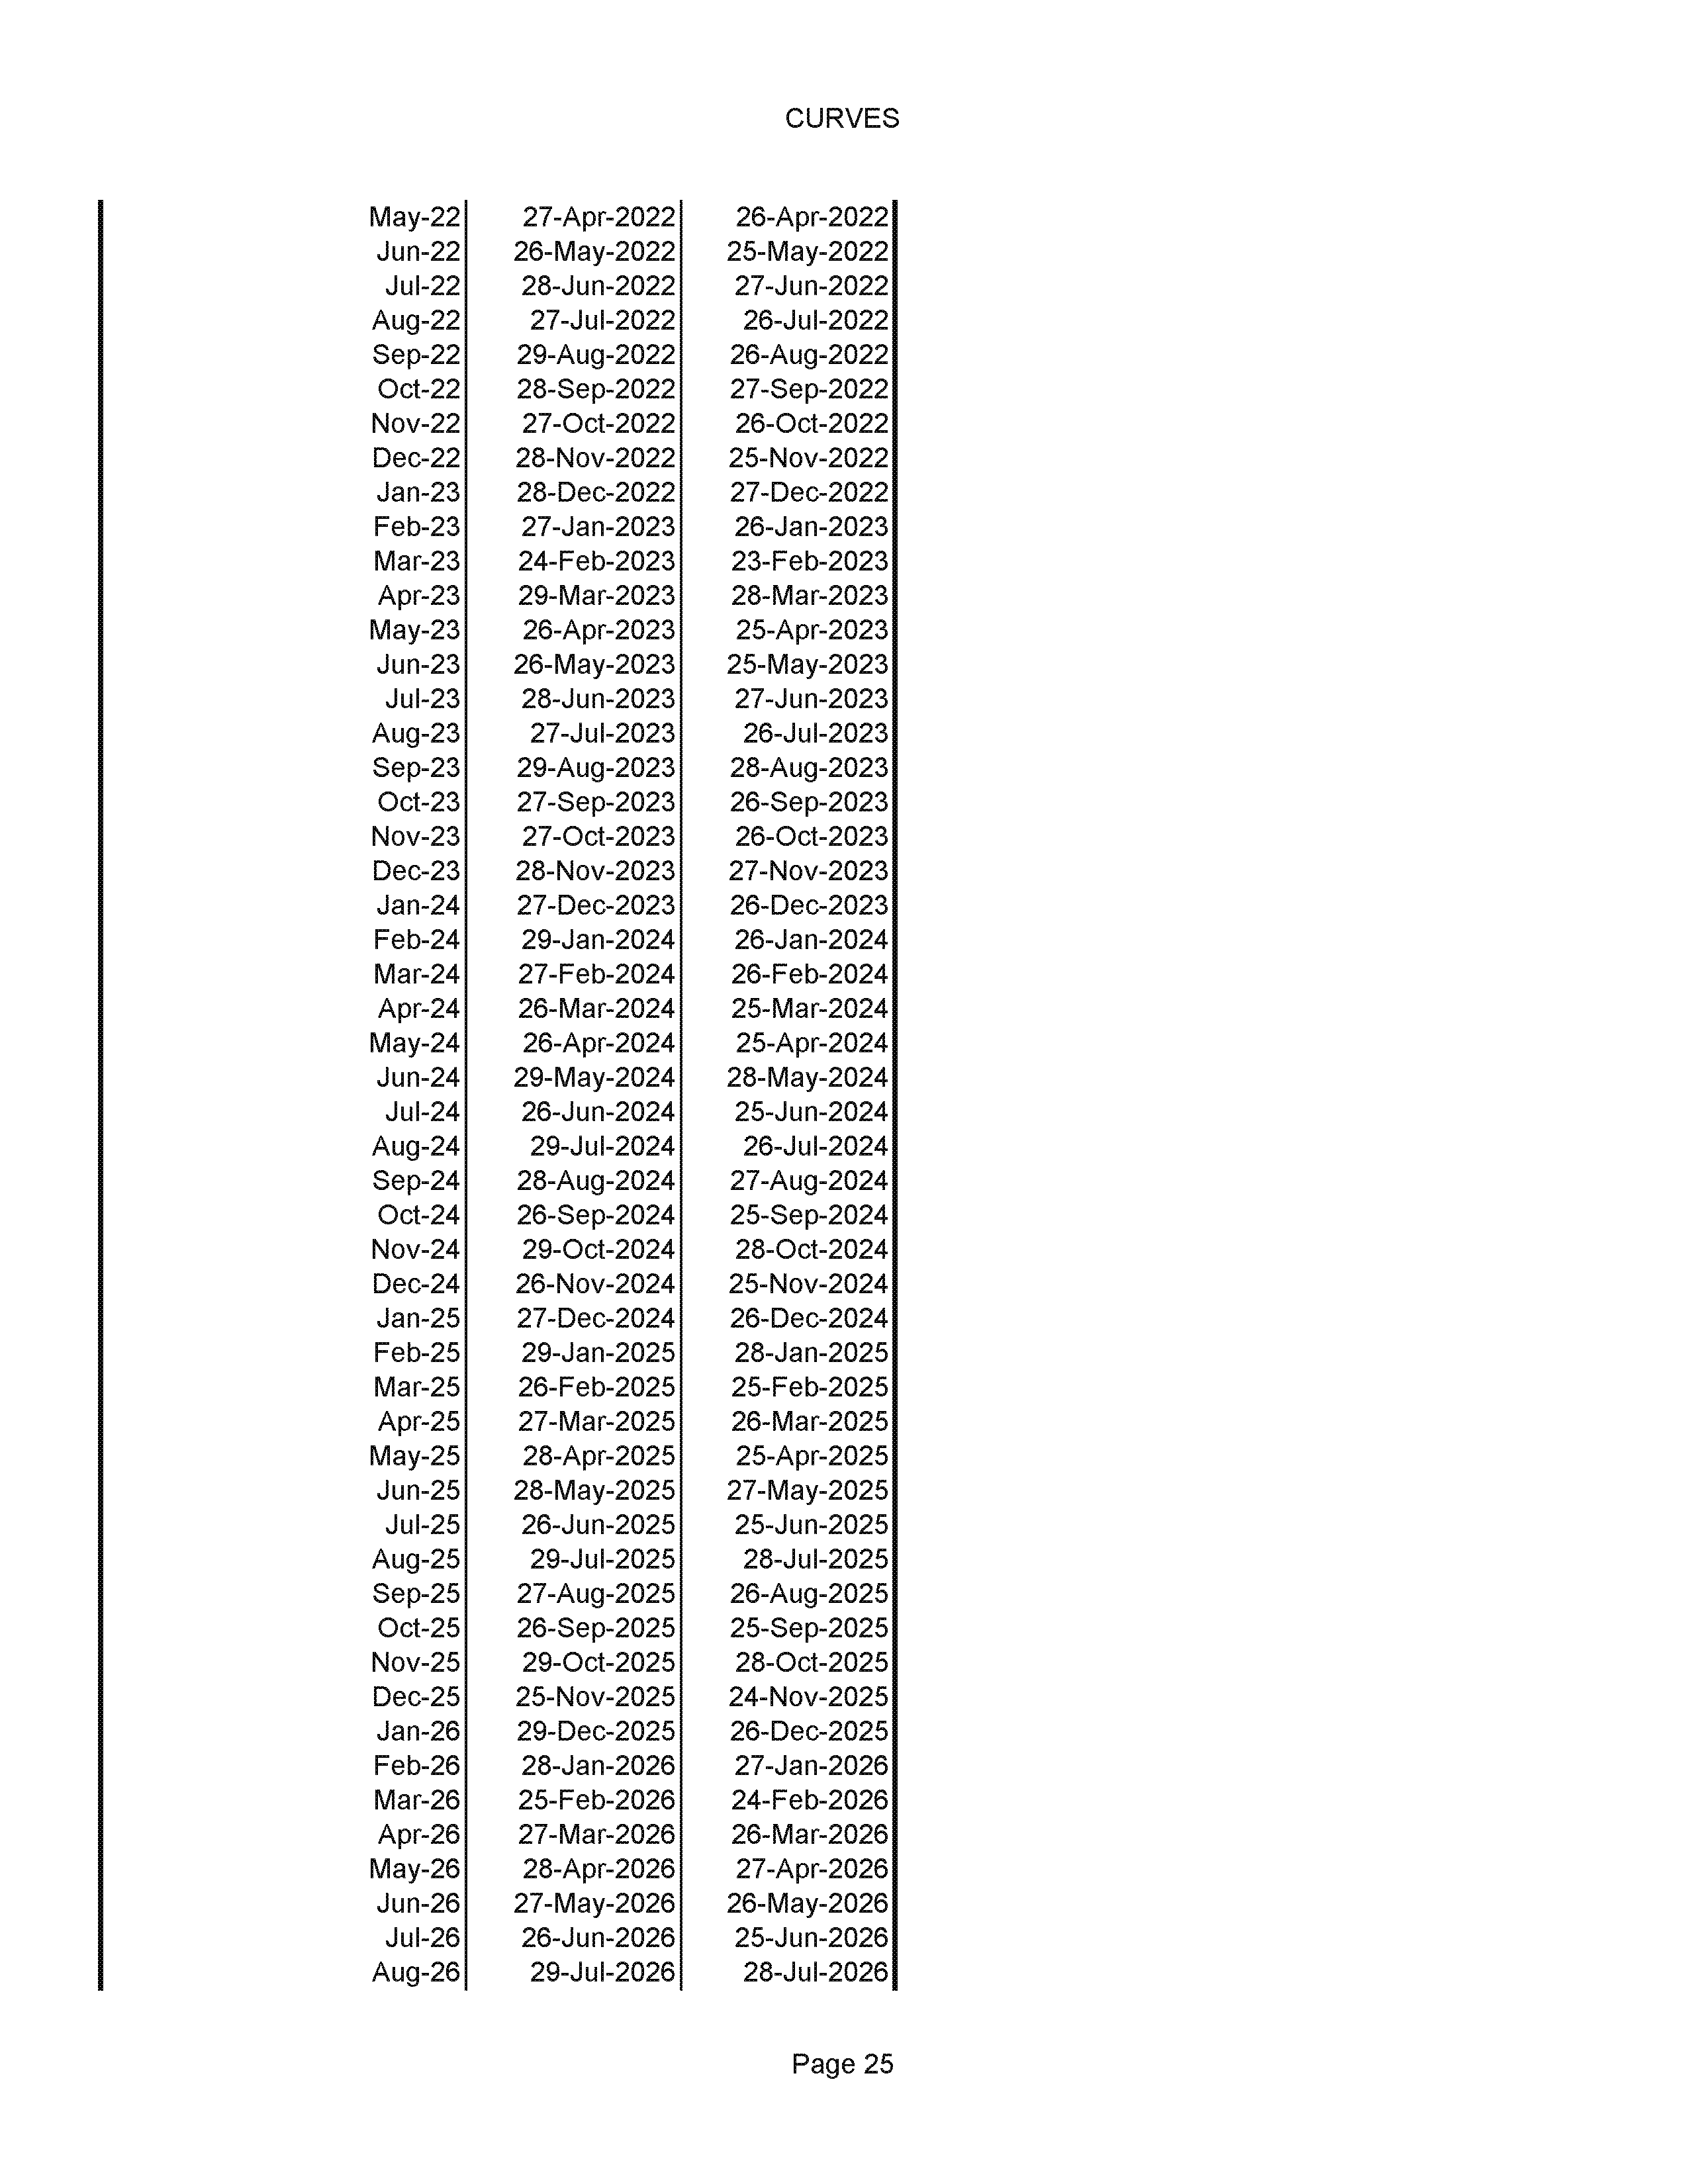 CURVES
May-22 27-Apr-2022 26-Apr-2022
Jun-22 26-May-2022 25-May-2022
Jul-22 28-Jun-2022 27-Jun-2022
Aug-22 27-Jul-2022 26-Jul-2022
Sep-22 29-Aug-2022 26-Aug-2022
Oct-22 28-Sep-2022 27-Sep-2022
Nov-22 27-Oct-2022 26-Oct-2022
Dec-22 28-Nov-2022 25-Nov-2022
Jan-23 28-Dec-2022 27-Dec-2022
Feb-23 27-Jan-2023 26-Jan-2023
Mar-23 24-Feb-2023 23-Feb-2023
Apr-23 29-Mar-2023 28-Mar-2023
May-23 26-Apr-2023 25-Apr-2023
Jun-23 26-May-2023 25-May-2023
Jul-23 28-Jun-2023 27-Jun-2023
Aug-23 27-Jul-2023 26-Jul-2023
Sep-23 29-Aug-2023 28-Aug-2023
Oct-23 27-Sep-2023 26-Sep-2023
Nov-23 27-Oct-2023 26-Oct-2023
Dec-23 28-Nov-2023 27-Nov-2023
Jan-24 27-Dec-2023 26-Dec-2023
Feb-24 29-Jan-2024 26-Jan-2024
Mar-24 27-Feb-2024 26-Feb-2024
Apr-24 26-Mar-2024 25-Mar-2024
May-24 26-Apr-2024 25-Apr-2024
Jun-24 29-May-2024 28-May-2024
Jul-24 26-Jun-2024 25-Jun-2024
Aug-24 29-Jul-2024 26-Jul-2024
Sep-24 28-Aug-2024 27-Aug-2024
Oct-24 26-Sep-2024 25-Sep-2024
Nov-24 29-Oct-2024 28-Oct-2024
Dec-24 26-Nov-2024 25-Nov-2024
Jan-25 27-Dec-2024 26-Dec-2024
Feb-25 29-Jan-2025 28-Jan-2025
Mar-25 26-Feb-2025 25-Feb-2025
Apr-25 27-Mar-2025 26-Mar-2025
May-25 28-Apr-2025 25-Apr-2025
Jun-25 28-May-2025 27-May-2025
Jul-25 26-Jun-2025 25-Jun-2025
Aug-25 29-Jul-2025 28-Jul-2025
Sep-25 27-Aug-2025 26-Aug-2025
Oct-25 26-Sep-2025 25-Sep-2025
Nov-25 29-Oct-2025 28-Oct-2025
Dec-25 25-Nov-2025 24-Nov-2025
Jan-26 29-Dec-2025 26-Dec-2025
Feb-26 28-Jan-2026 27-Jan-2026
Mar-26 25-Feb-2026 24-Feb-2026
Apr-26 27-Mar-2026 26-Mar-2026
May-26 28-Apr-2026 27-Apr-2026
Jun-26 27-May-2026 26-May-2026
Jul-26 26-Jun-2026 25-Jun-2026
Aug-26 29-Jul-2026 28-Jul-2026
Page 25